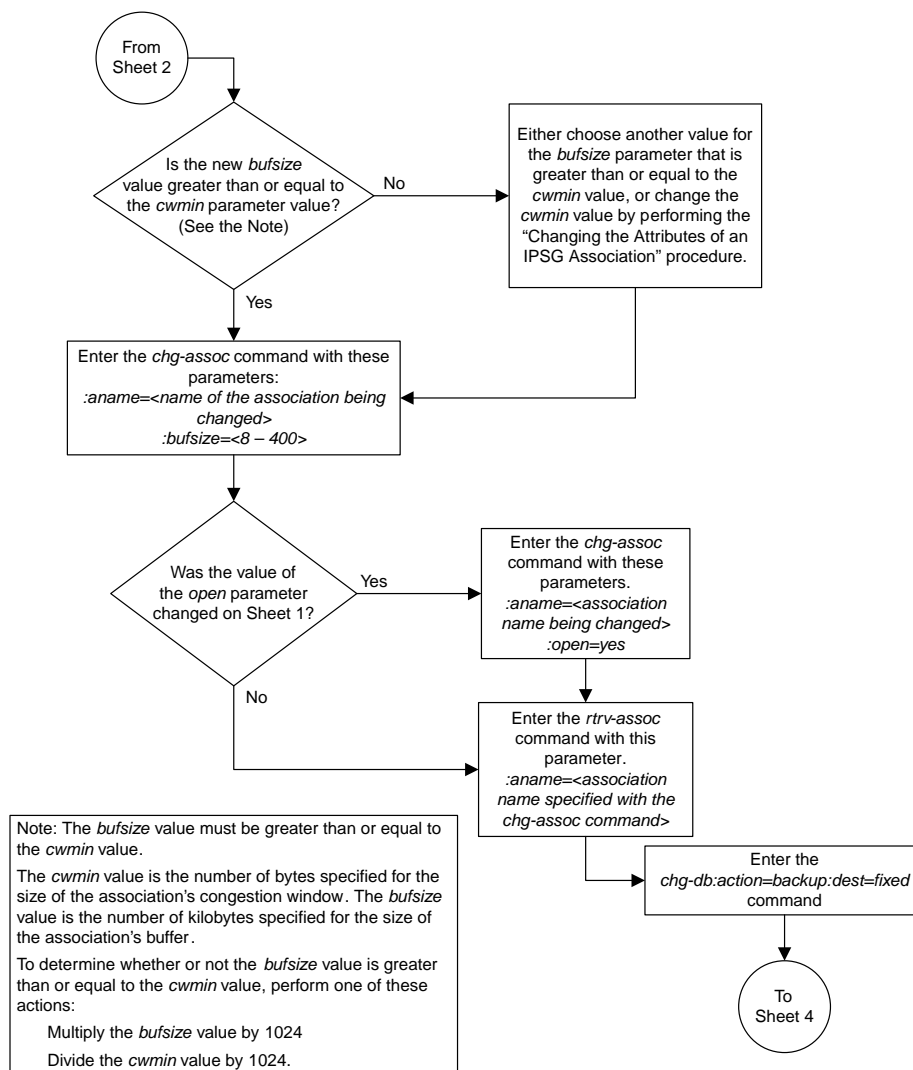 From
Sheet 2
Is the new bufsize
value greater than or equal to
the cwmin parameter value?
(See the Note)
No
Either choose another value for
the bufsize parameter that is
greater than or equal to the
cwmin value, or change the
cwmin value by performing the
“Changing the Attributes of an
IPSG Association” procedure.
Yes
Enter the chg-assoc command with these
parameters:
:aname=<name of the association being
changed>
:bufsize=<8 – 400>
Was the value of
the open parameter
changed on Sheet 1?
Yes
Enter the chg-assoc
command with these
parameters.
:aname=<association
name being changed>
:open=yes
No
Enter the rtrv-assoc
command with this
parameter.
:aname=<association
name specified with the
chg-assoc command>
Enter the
chg-db:action=backup:dest=fixed
command
To
Sheet 4
Note: The bufsize value must be greater than or equal to
the cwmin value.
The cwmin value is the number of bytes specified for the
size of the association’s congestion window. The bufsize
value is the number of kilobytes specified for the size of
the association’s buffer.
To determine whether or not the bufsize value is greater
than or equal to the cwmin value, perform one of these
actions:
Multiply the bufsize value by 1024
Divide the cwmin value by 1024.